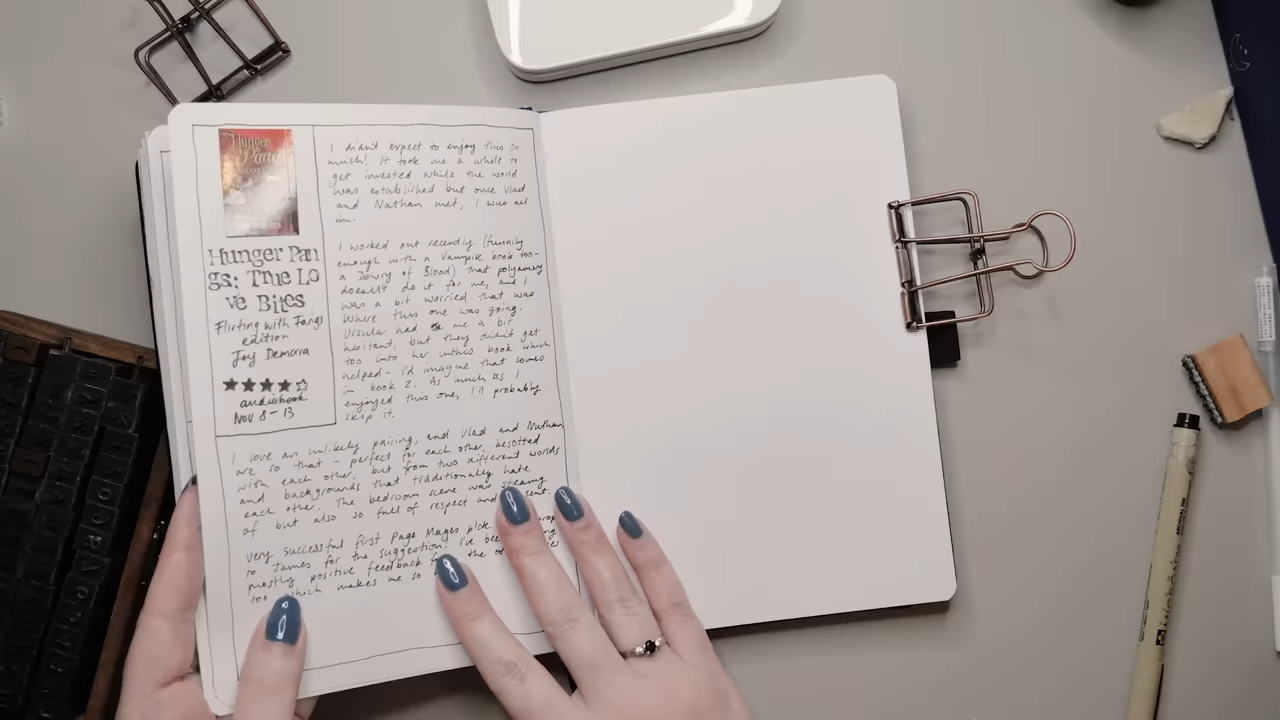 Hunger
Pangs
Hunger Pan
gs: True Lo
ve Bites
Flirting with Fangs
edition
Joy Demorra
audiobook
Nov 8-13
I didn't expect to enjoy this so
much! It took me a while to
get invested while the world
was established but once Vlad
and Nathan met, I was all
in.
I worked out recently (funnily
enough with a Vampire book too-
a Dowry of Blood) that polyamory
doesn't do it for me, and I
was a bit worried that was
where this one was going.
Ursula had me a bit
hesitant, but they didn't get
too into her in this book which
helped - I'd imagine that comes
in book 2. As much as I
enjoyed this one, I'll probably
skip it.
I love an unlikely pairing, and Vlad and Nathan
are so that - perfect for each other, besotted
with each other, but from two different worlds
and backgrounds that traditionally hate
each other. The bedroom scene was steamy
af but also so full of respect and
very successful first Page Mages pick
to James for the suggestion! I've
mostly positive feedback the
too which makes me so